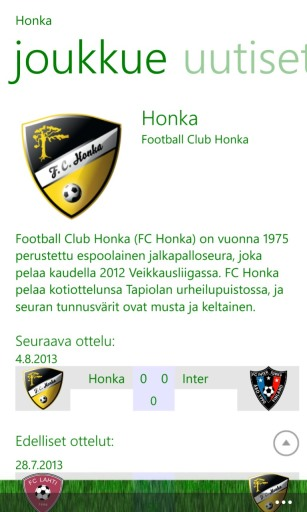 Honka
joukkue uutiset
F.C. Honka
Honka
Football Club Honka
Football Club Honka (FC Honka) on vuonna 1975
perustettu espoolainen jalkapalloseura, joka
pelaa kaudella 2012 Veikkausliigassa. FC Honka
pelaa kotiottelunsa Tapiolan urheilupuistossa, ja
seuran tunnusvärit ovat musta ja keltainen.
Seuraava ottelu:
4.8.2013
Honka 0 0 Inter
0
Edelliset ottelut:
28.7.2013
FC LAHTI